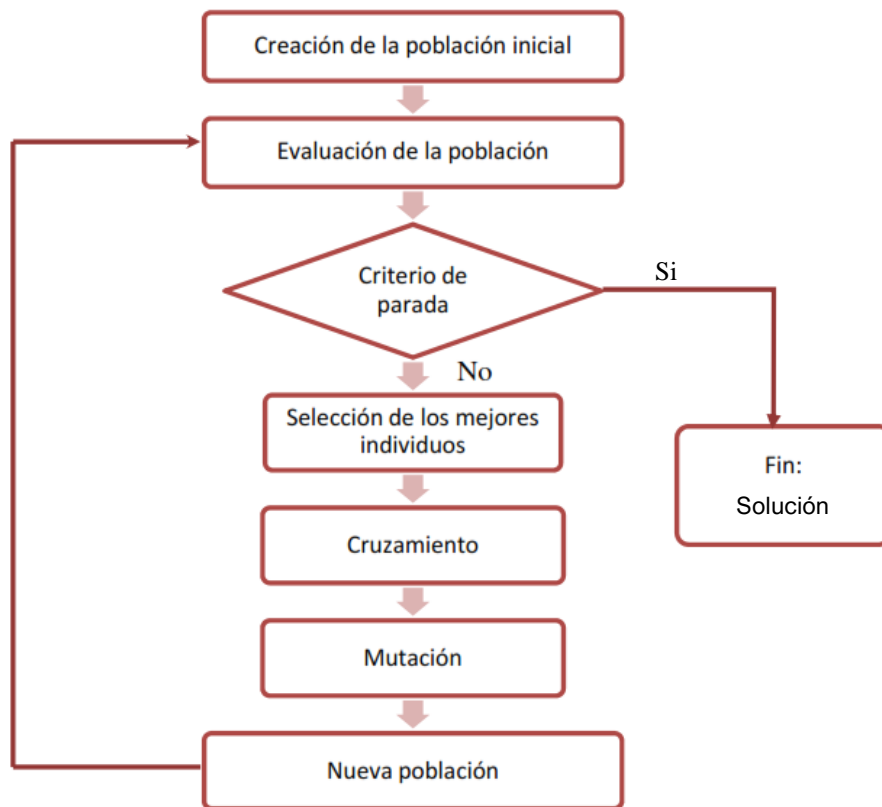 Creación de la población inicial
Evaluación de la población
Criterio de
parada
Si
No
Selección de los mejores
individuos
Fin:
Solución
Cruzamiento
Mutación
Nueva población